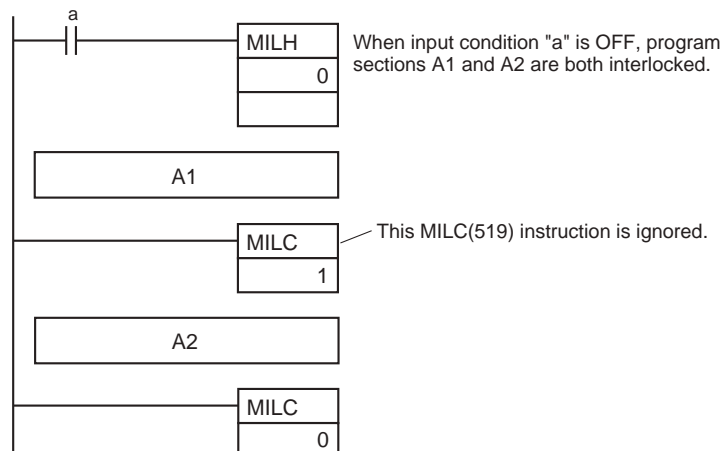 a
MILH
0
When input condition "a" is OFF, program
sections A1 and A2 are both interlocked.
A1
MILC
1
This MILC(519) instruction is ignored.
A2
MILC
0